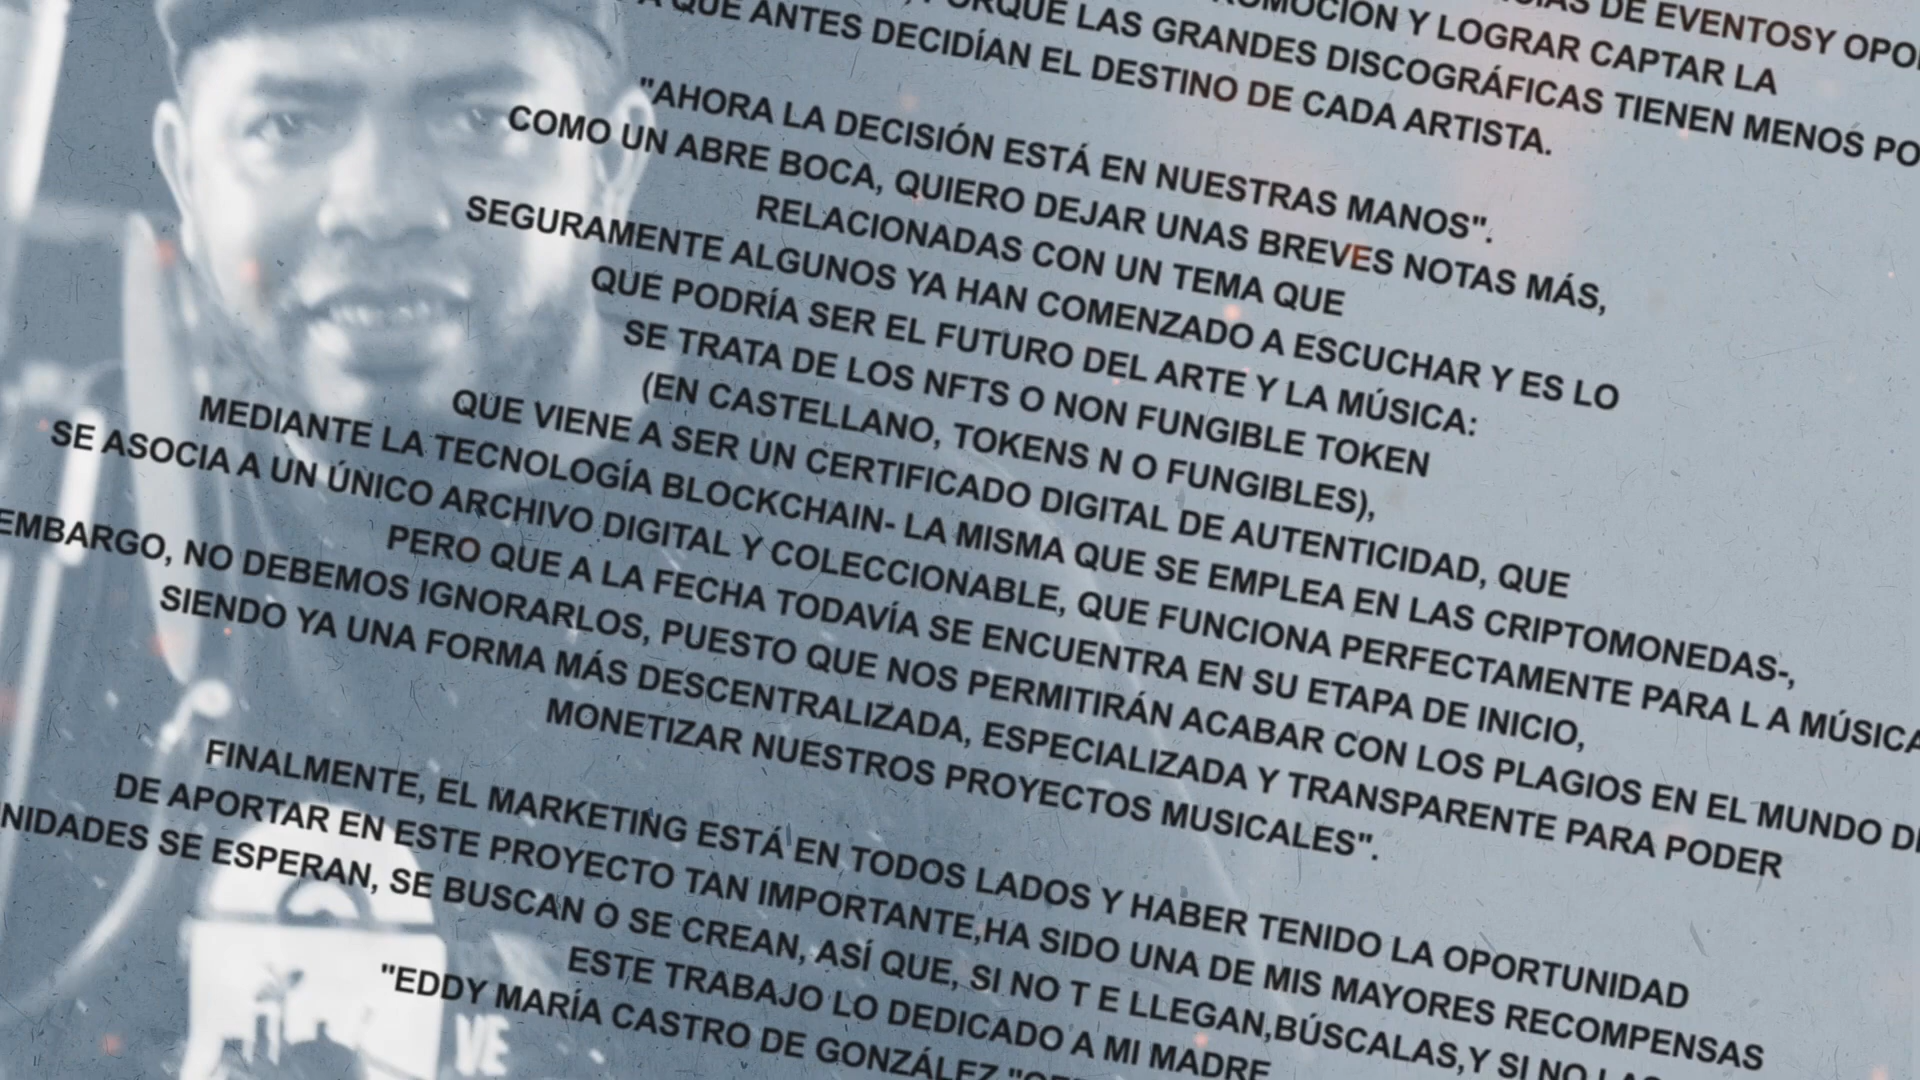 DE EVENTOSY
PROMOCIÓN Y LOGRAR CAPTAR LA
PORQUE LAS GRANDES DISCOGRÁFICAS TIENEN MENOS
QUE ANTES DECIDÍAN EL DESTINO DE CADA ARTISTA.
"AHORA LA DECISIÓN ESTÁ EN NUESTRAS MANOS".
COMO UN ABRE BOCA, QUIERO DEJAR UNAS BREVES NOTAS MÁS,
RELACIONADAS CON UN TEMA QUE
SEGURAMENTE ALGUNOS YA HAN COMENZADO A ESCUCHAR Y ES LO
QUE PODRÍA SER EL FUTURO DEL ARTE Y LA MÚSICA:
SE TRATA DE LOS NFTS O NON FUNGIBLE TOKEN
(EN CASTELLANO, TOKENS N O FUNGIBLES),
QUE VIENE A SER UN CERTIFICADO DIGITAL DE AUTENTICIDAD, QUE
MEDIANTE LA TECNOLOGÍA BLOCKCHAIN- LA MISMA QUE SE EMPLEA EN LAS CRIPTOMONEDAS-,
SE ASOCIA A UN ÚNICO ARCHIVO DIGITAL Y COLECCIONABLE, QUE FUNCIONA PERFECTAMENTE PARA L A MÚSICA
PERO QUE A LA FECHA TODAVÍA SE ENCUENTRA EN SU ETAPA DE INICIO,
EMBARGO, NO DEBEMOS IGNORARLOS, PUESTO QUE NOS PERMITIRÁN ACABAR CON LOS PLAGIOS EN EL MUNDO
SIENDO YA UNA FORMA MÁS DESCENTRALIZADA, ESPECIALIZADA Y TRANSPARENTE PARA PODER
MONETIZAR NUESTROS PROYECTOS MUSICALES".
FINALMENTE, EL MARKETING ESTÁ EN TODOS LADOS Y HABER TENIDO LA OPORTUNIDAD
DE APORTAR EN ESTE PROYECTO TAN IMPORTANTE,HA SIDO UNA DE MIS MAYORES RECOMPENSAS
NIDADES SE ESPERAN, SE BUSCAN O SE CREAN, ASÍ QUE, SI NO T E LLEGAN,BÚSCALAS,Y SI NO
ESTE TRABAJO LO DEDICADO A MI MADRE
"EDDY MARÍA CASTRO DE GONZÁLEZ
VE